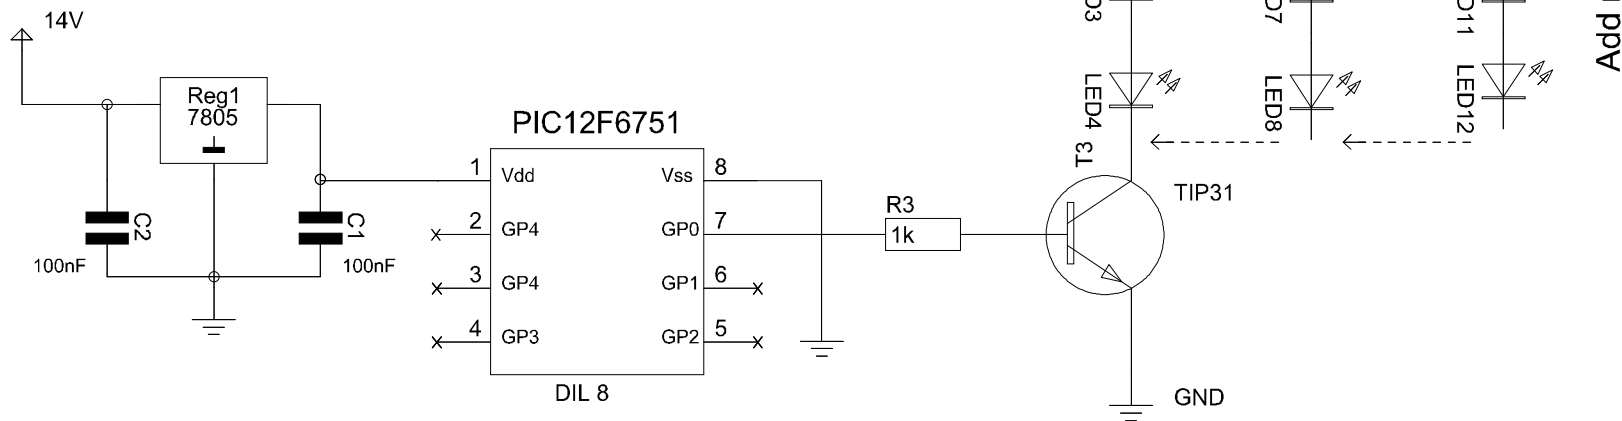 14V
Reg1
7805
C2
100nF
C1
100nF
PIC12F6751
1
Vdd
2
GP4
3
GP4
4
GP3
Vss
8
GP0
7
GP1
6
GP2
5
DIL 8
R3
1k
T3
TIP31
GND
LED4
LED8
LED12